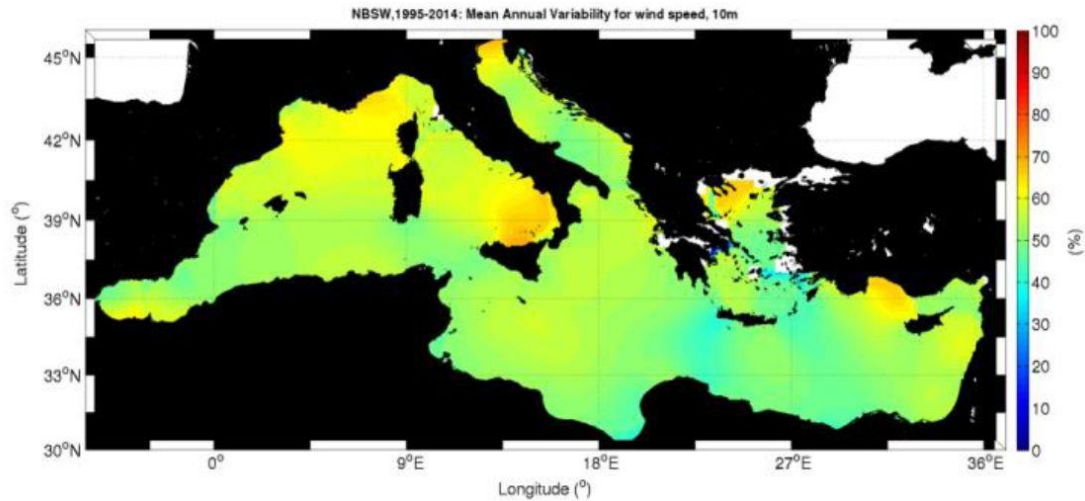 NBSW,1995-2014: Mean Annual Variability for wind speed, 10m
45°N
42°N
39°N
36°N
33°N
30°N
Latitude (°)
0°
9°E
18°E
27°E
36°E
Longitude (°)
100
90
80
70
60
50
40
30
20
10
0
(%)